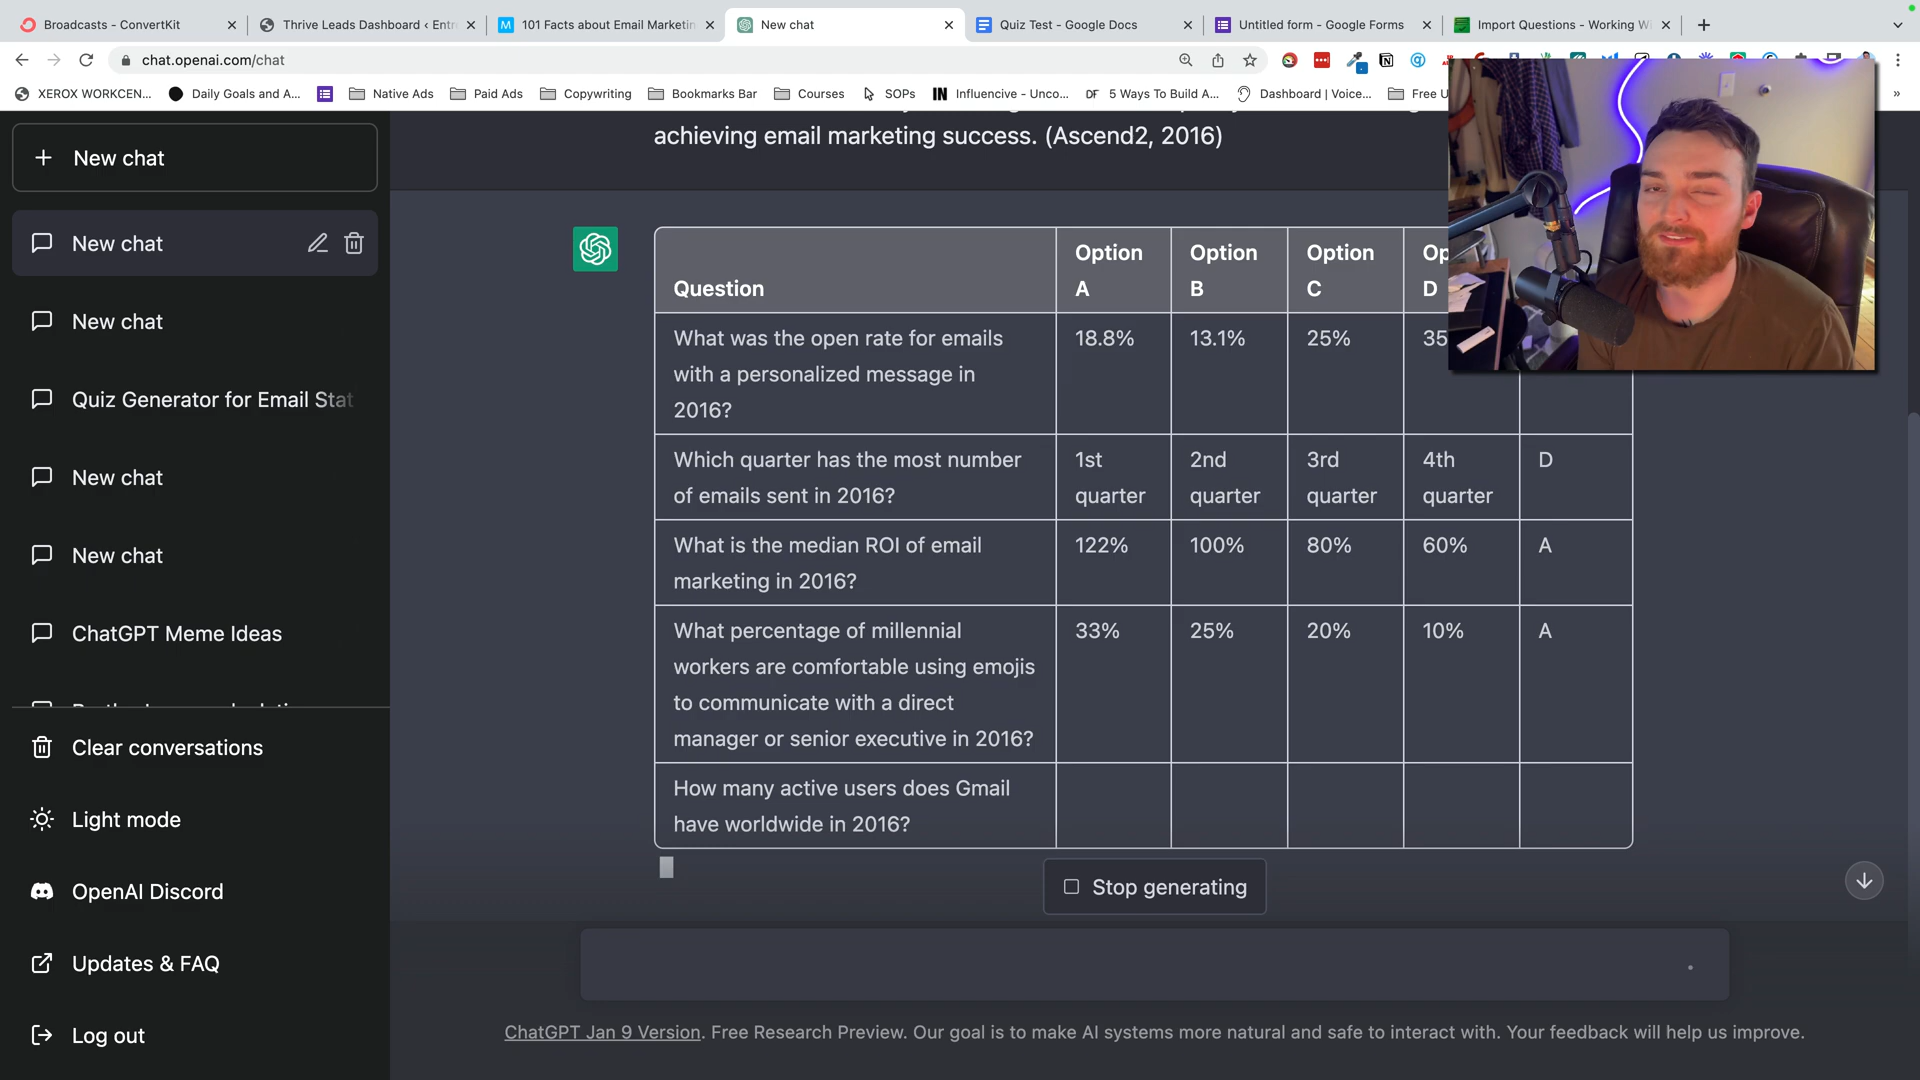 Broadcasts - ConvertKit
Thrive Leads Dashboard ‹ Entr
101 Facts about Email Marketin
New chat
Quiz Test - Google Docs
Untitled form - Google Forms
Import Questions - Working W
chat.openai.com/chat
XEROX WORKCEN...
Daily Goals and A...
Native Ads
Paid Ads
Copywriting
Bookmarks Bar
Courses
SOPs
IN Influencive - Unco...
DF 5 Ways To Build A...
Dashboard | Voice...
Free U
»
New chat
New chat
New chat
Quiz Generator for Email Stat
New chat
New chat
ChatGPT Meme Ideas
Clear conversations
Light mode
OpenAI Discord
Updates & FAQ
Log out
achieving email marketing success. (Ascend2, 2016)
Question
Option A
Option B
Option C
Op
D
What was the open rate for emails
with a personalized message in
2016?
18.8%
13.1%
25%
35
Which quarter has the most number
of emails sent in 2016?
1st
quarter
2nd
quarter
3rd
quarter
4th
quarter
D
What is the median ROI of email
marketing in 2016?
122%
100%
80%
60%
A
What percentage of millennial
workers are comfortable using emojis
to communicate with a direct
manager or senior executive in 2016?
33%
25%
20%
10%
A
How many active users does Gmail
have worldwide in 2016?
Stop generating
ChatGPT Jan 9 Version. Free Research Preview. Our goal is to make AI systems more natural and safe to interact with. Your feedback will help us improve.